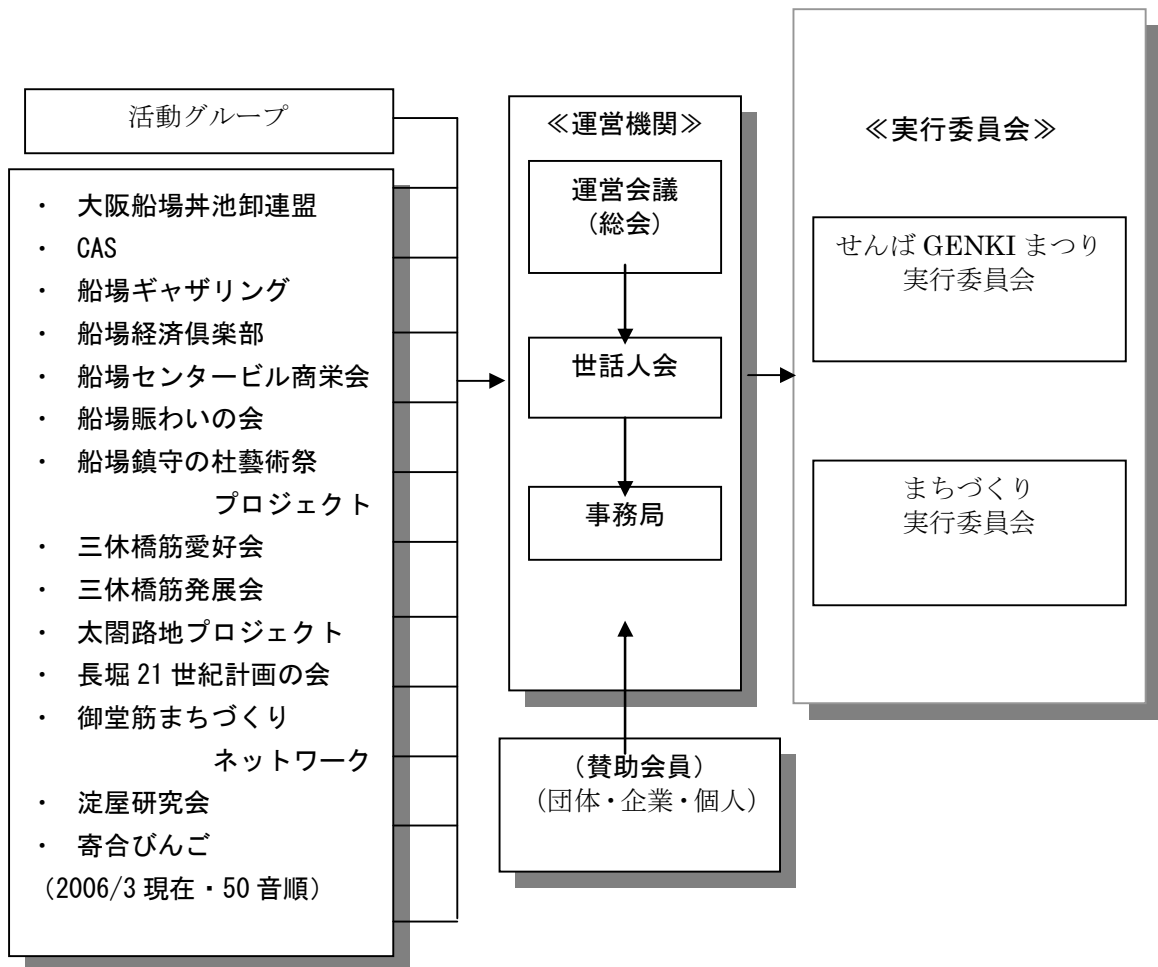 活動グループ
・ 大阪船場丼池卸連盟
・ CAS
・ 船場ギャザリング
・ 船場経済倶楽部
・ 船場センタービル商栄会
・ 船場賑わいの会
・ 船場鎮守の杜藝術祭
プロジェクト
・ 三休橋筋愛好会
・ 三休橋筋発展会
・ 太閤路地プロジェクト
・ 長堀 21 世紀計画の会
・ 御堂筋まちづくり
ネットワーク
・ 淀屋研究会
・ 寄合びんご
（2006/3 現在・50 音順）
≪運営機関≫
運営会議
（総会）
世話人会
事務局
（賛助会員）
（団体・企業・個人）
≪実行委員会≫
せんば GENKI まつり
実行委員会
まちづくり
実行委員会